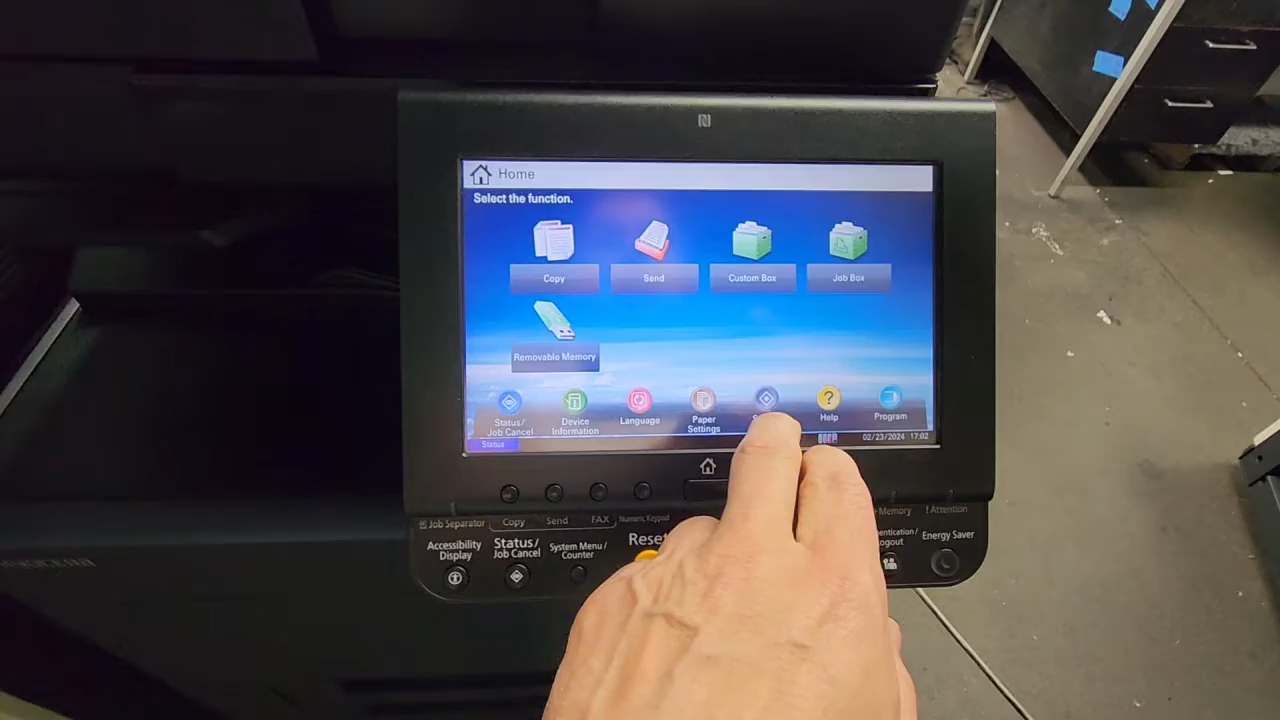 Home
Select the function.
Copy
Send
Custom Box
Job Box
Removable Memory
Status/
Job Cancel
Device
Information
Language
Paper
Settings
Help
Program
Status
02/23/2024 17:02
Job Separator
Copy
Send
FAX
Numeric Keypad
Memory
! Attention
Accessibility
Display
Status/
Job Cancel
System Menu/
Counter
Reset
Logout
Energy Saver